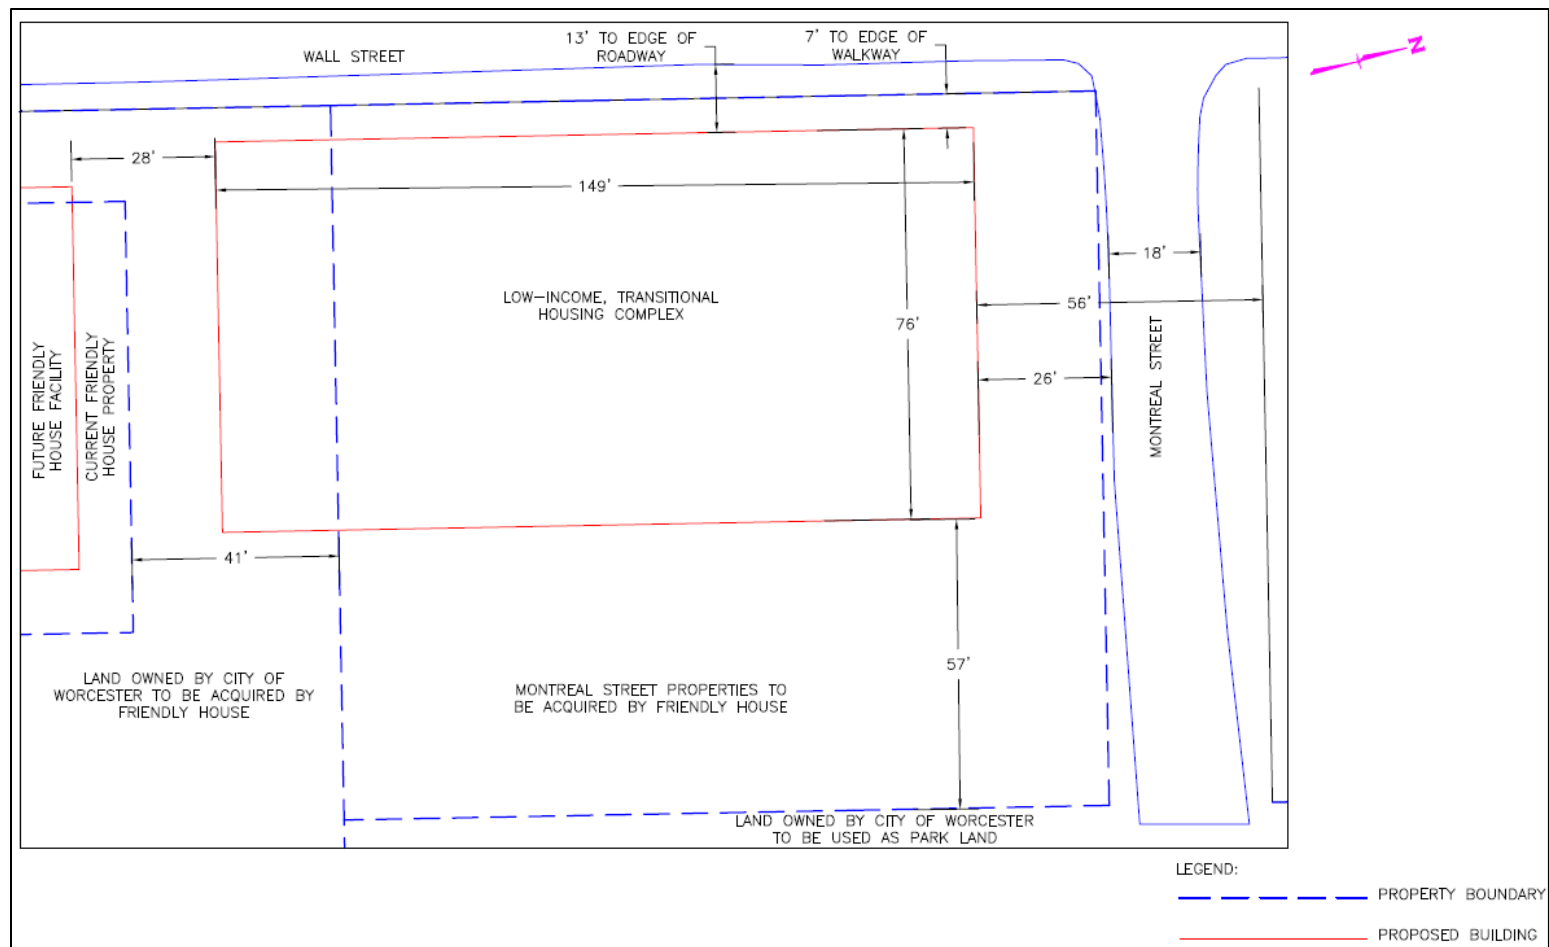 WALL STREET
13' TO EDGE OF
ROADWAY
7' TO EDGE OF
WALKWAY
N
28'
149'
18'
LOW-INCOME, TRANSITIONAL
HOUSING COMPLEX
56'
76'
26'
FUTURE FRIENDLY
HOUSE FACILITY
CURRENT FRIENDLY
HOUSE PROPERTY
MONTREAL STREET
41'
57'
LAND OWNED BY CITY OF
WORCESTER TO BE ACQUIRED BY
FRIENDLY HOUSE
MONTREAL STREET PROPERTIES TO
BE ACQUIRED BY FRIENDLY HOUSE
LAND OWNED BY CITY OF WORCESTER
TO BE USED AS PARK LAND
LEGEND:
PROPERTY BOUNDARY
PROPOSED BUILDING